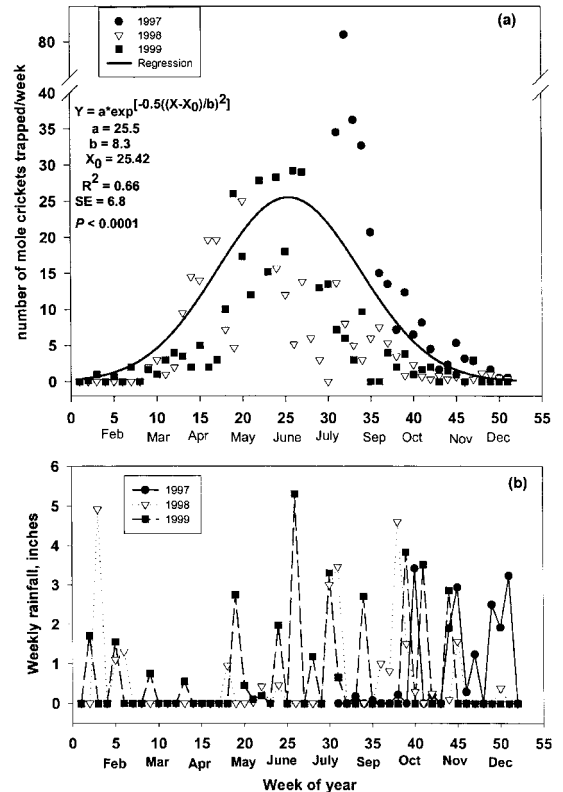 (a)
1997
1998
1999
Regression
Y = a*exp[-0.5((X-X0)/b)2]
a = 25.5
b = 8.3
X0 = 25.42
R2 = 0.66
SE = 6.8
P < 0.0001
number of mole crickets trapped/week
80
40
35
30
25
20
15
10
5
0
0 5 10 15 20 25 30 35 40 45 50 55
Feb Mar Apr May June July Sep Oct Nov Dec
(b)
1997
1998
1999
Weekly rainfall, inches
6
5
4
3
2
1
0
0 5 10 15 20 25 30 35 40 45 50 55
Feb Mar Apr May June July Sep Oct Nov Dec
Week of year